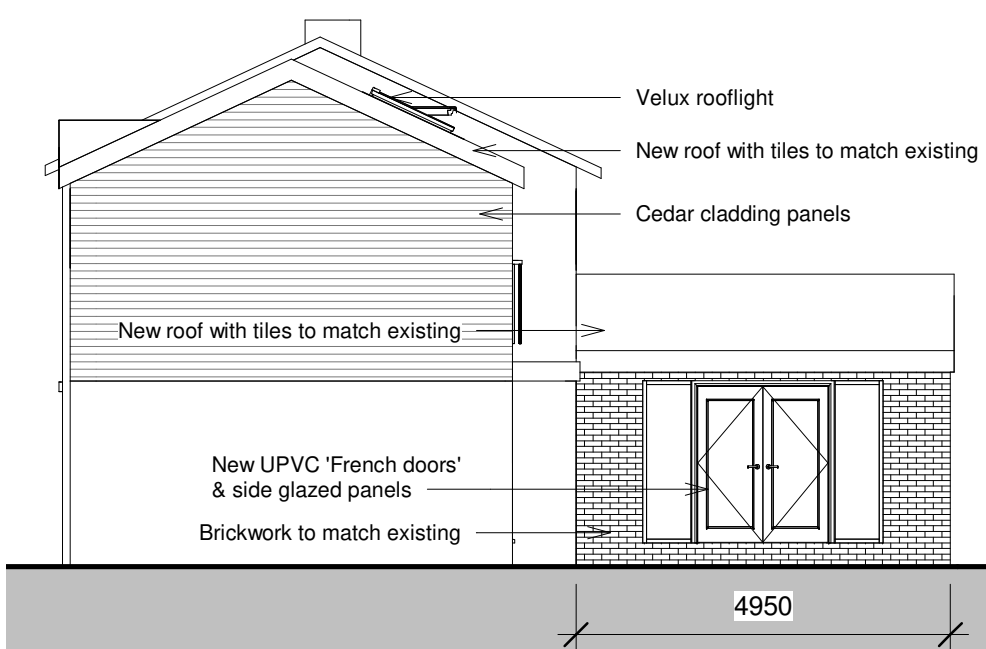 Velux rooflight
New roof with tiles to match existing
Cedar cladding panels
New roof with tiles to match existing
New UPVC 'French doors'
& side glazed panels
Brickwork to match existing
4950